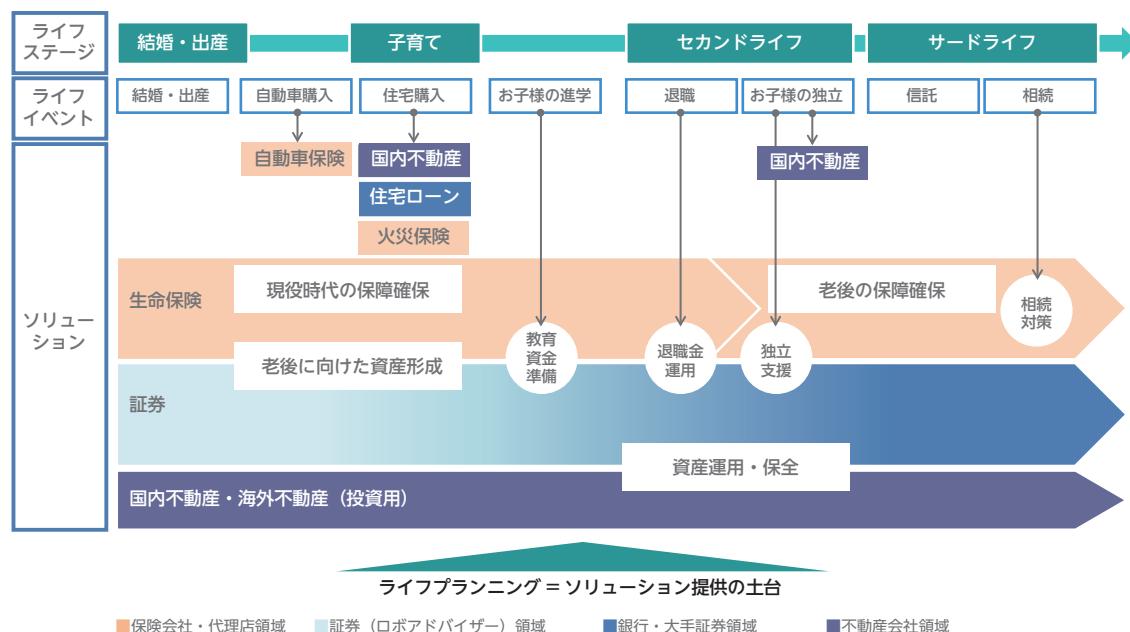 ライフ
ステージ
結婚・出産
子育て
セカンドライフ
サードライフ
ライフ
イベント
結婚・出産
自動車購入
住宅購入
お子様の進学
退職
お子様の独立
信託
相続
ソリュー
ション
自動車保険
国内不動産
住宅ローン
火災保険
国内不動産
生命保険
現役時代の保障確保
老後の保障確保
相続
対策
老後に向けた資産形成
教育
資金
準備
退職金
運用
独立
支援
証券
資産運用・保全
国内不動産・海外不動産（投資用）
ライフプランニング＝ソリューション提供の土台
保険会社・代理店領域
証券（ロボアドバイザー）領域
銀行・大手証券領域
不動産会社領域